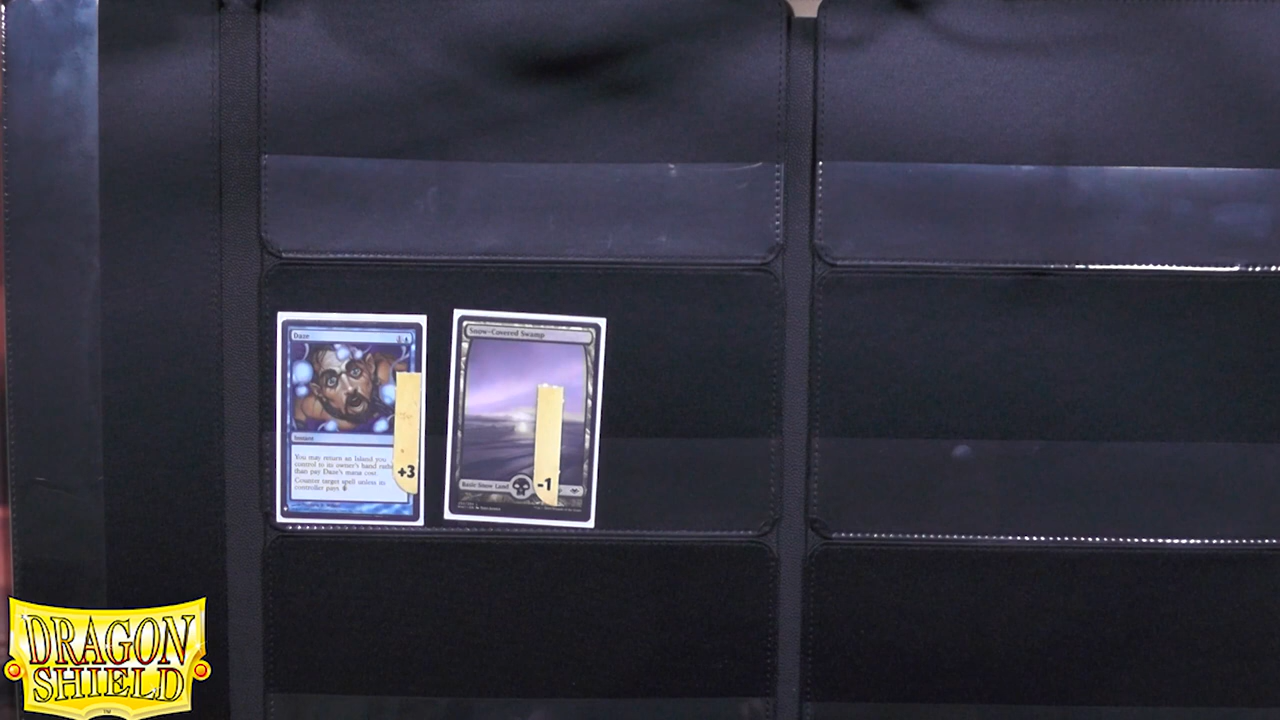 Daze
Instant
You may return an Island you
control to its owner's hand rather
than pay Daze's mana cost.
Counter target spell unless its
controller pays
+3
Snow-Covered Swamp
Basic Snow Land
-1
DRAGON
SHIELD
TM